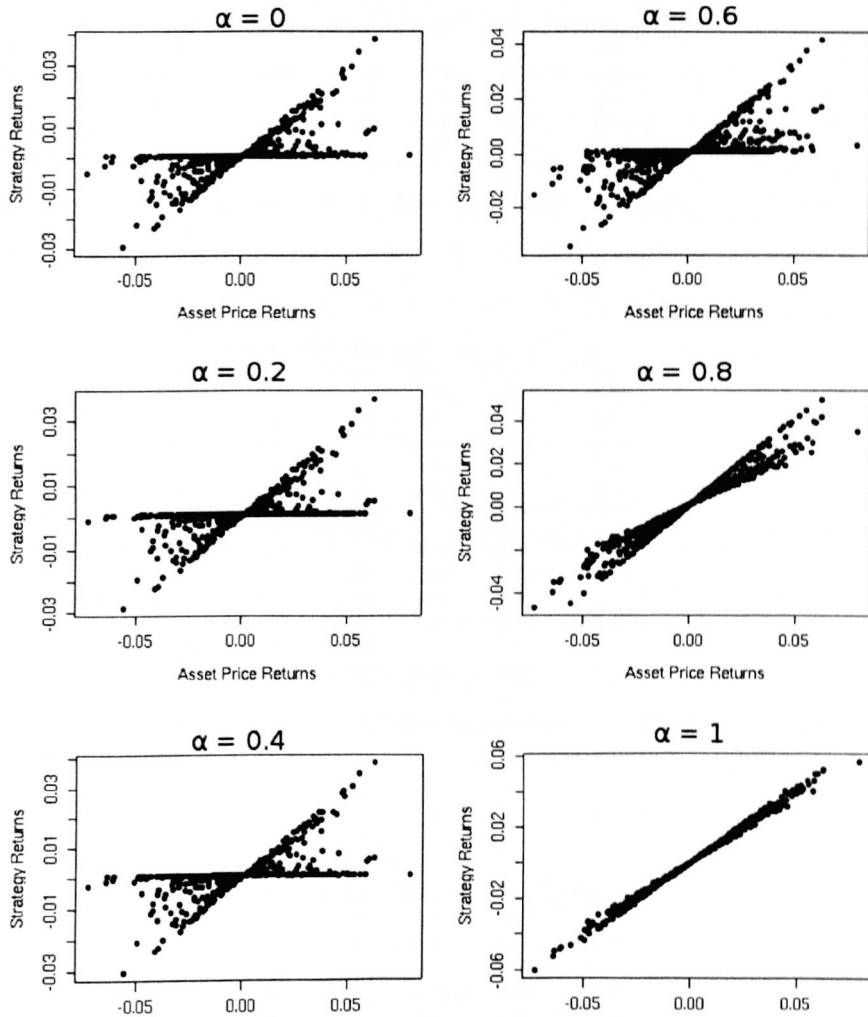 α = 0
Strategy Returns
0.03
0.01
-0.01
-0.03
-0.05 0.00 0.05
Asset Price Returns
α = 0.6
Strategy Returns
0.04
0.02
0.00
-0.02
-0.05 0.00 0.05
Asset Price Returns
α = 0.2
Strategy Returns
0.03
0.01
-0.01
-0.03
-0.05 0.00 0.05
Asset Price Returns
α = 0.8
Strategy Returns
0.04
0.02
0.00
-0.04
-0.05 0.00 0.05
Asset Price Returns
α = 0.4
Strategy Returns
0.03
0.01
-0.01
-0.03
-0.05 0.00 0.05
Asset Price Returns
α = 1
Strategy Returns
0.06
0.02
-0.02
-0.06
-0.05 0.00 0.05
Asset Price Returns